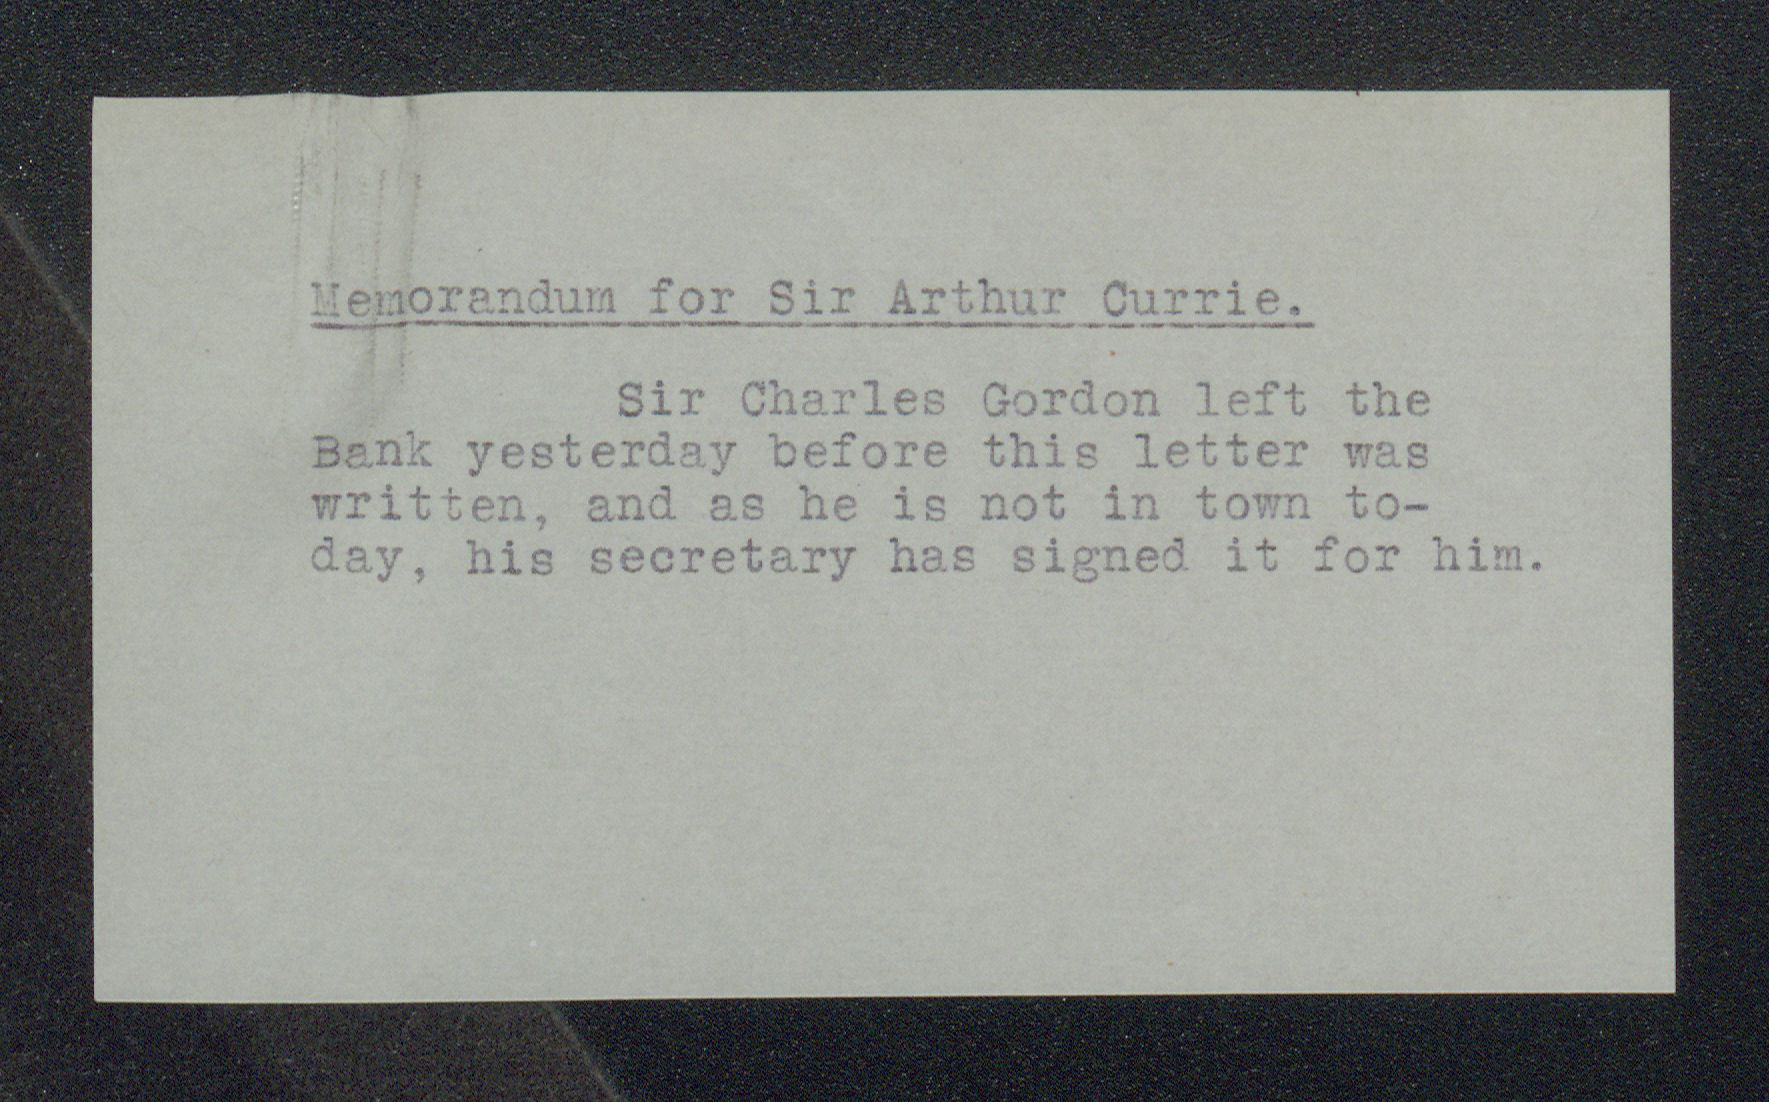 Memorandum for Sir Arthur Currie.
Sir Charles Gordon left the
Bank yesterday before this letter was
written, and as he is not in town to-
day, his secretary has signed it for him.